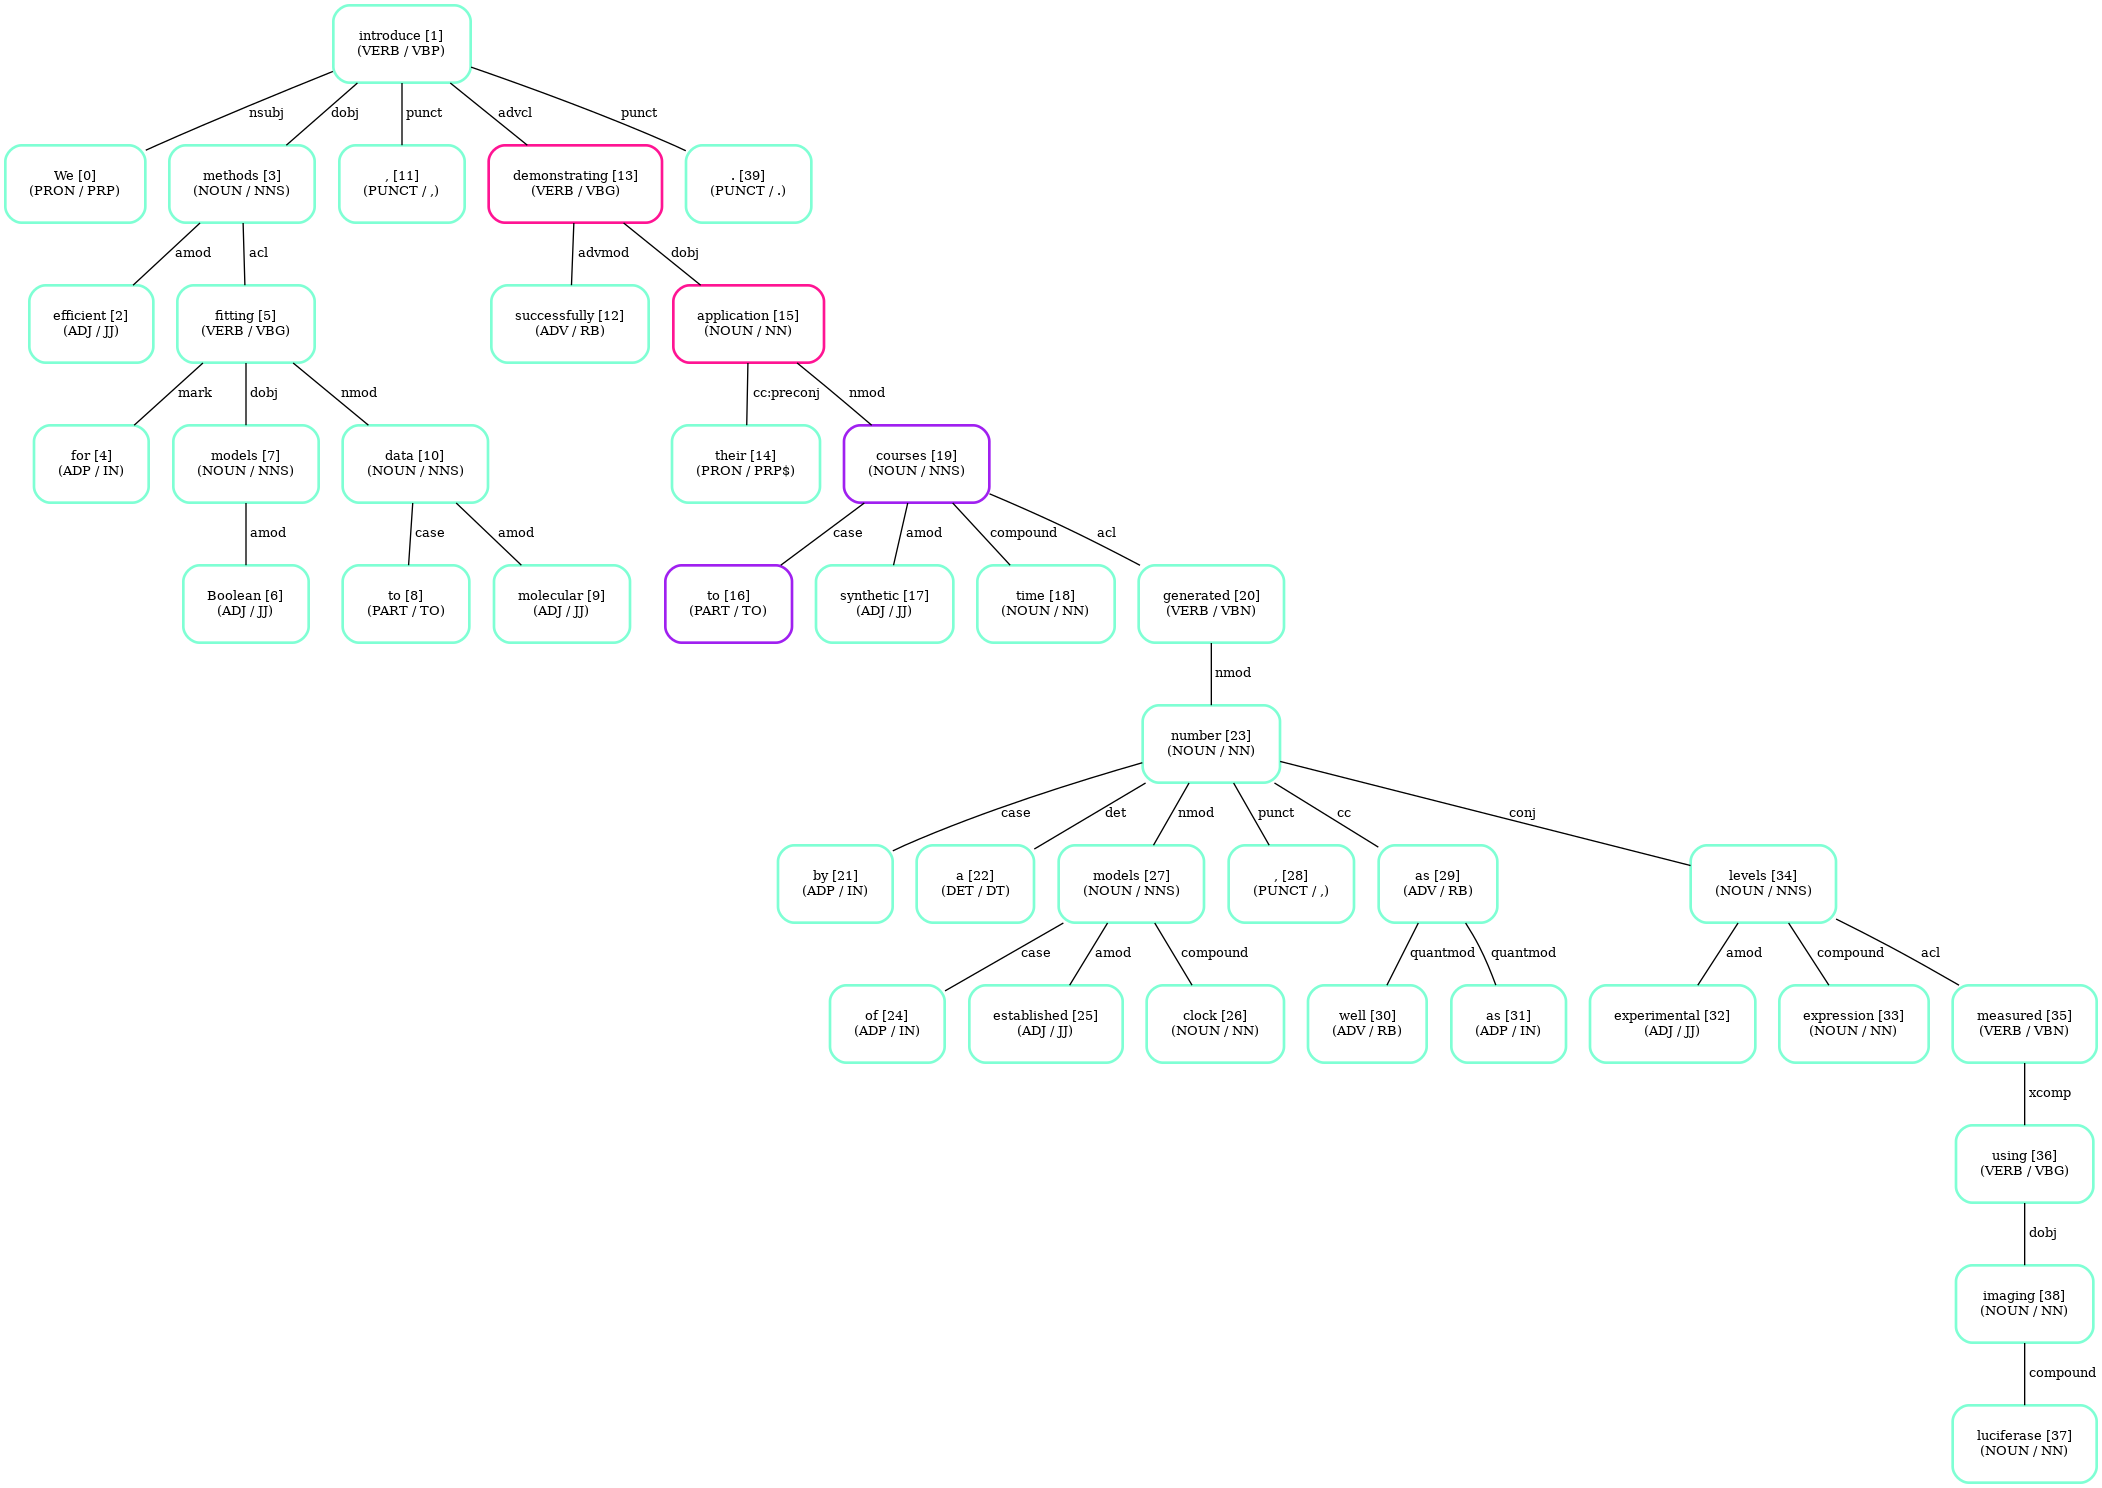 introduce [1]
(VERB / VBP)
nsubj
dobj
punct
advcl
punct
We [0]
(PRON / PRP)
methods [3]
(NOUN / NNS)
, [11]
(PUNCT / ,)
demonstrating [13]
(VERB / VBG)
. [39]
(PUNCT / .)
amod
acl
advmod
dobj
efficient [2]
(ADJ / JJ)
fitting [5]
(VERB / VBG)
successfully [12]
(ADV / RB)
application [15]
(NOUN / NN)
mark
dobj
nmod
cc:preconj
nmod
for [4]
(ADP / IN)
models [7]
(NOUN / NNS)
data [10]
(NOUN / NNS)
their [14]
(PRON / PRP$)
courses [19]
(NOUN / NNS)
amod
case
amod
case
amod
compound
acl
Boolean [6]
(ADJ / JJ)
to [8]
(PART / TO)
molecular [9]
(ADJ / JJ)
to [16]
(PART / TO)
synthetic [17]
(ADJ / JJ)
time [18]
(NOUN / NN)
generated [20]
(VERB / VBN)
nmod
number [23]
(NOUN / NN)
case
det
nmod
punct
cc
conj
by [21]
(ADP / IN)
a [22]
(DET / DT)
models [27]
(NOUN / NNS)
, [28]
(PUNCT / ,)
as [29]
(ADV / RB)
levels [34]
(NOUN / NNS)
case
amod
compound
quantmod
quantmod
amod
compound
acl
of [24]
(ADP / IN)
established [25]
(ADJ / JJ)
clock [26]
(NOUN / NN)
well [30]
(ADV / RB)
as [31]
(ADP / IN)
experimental [32]
(ADJ / JJ)
expression [33]
(NOUN / NN)
measured [35]
(VERB / VBN)
xcomp
using [36]
(VERB / VBG)
dobj
imaging [38]
(NOUN / NN)
compound
luciferase [37]
(NOUN / NN)